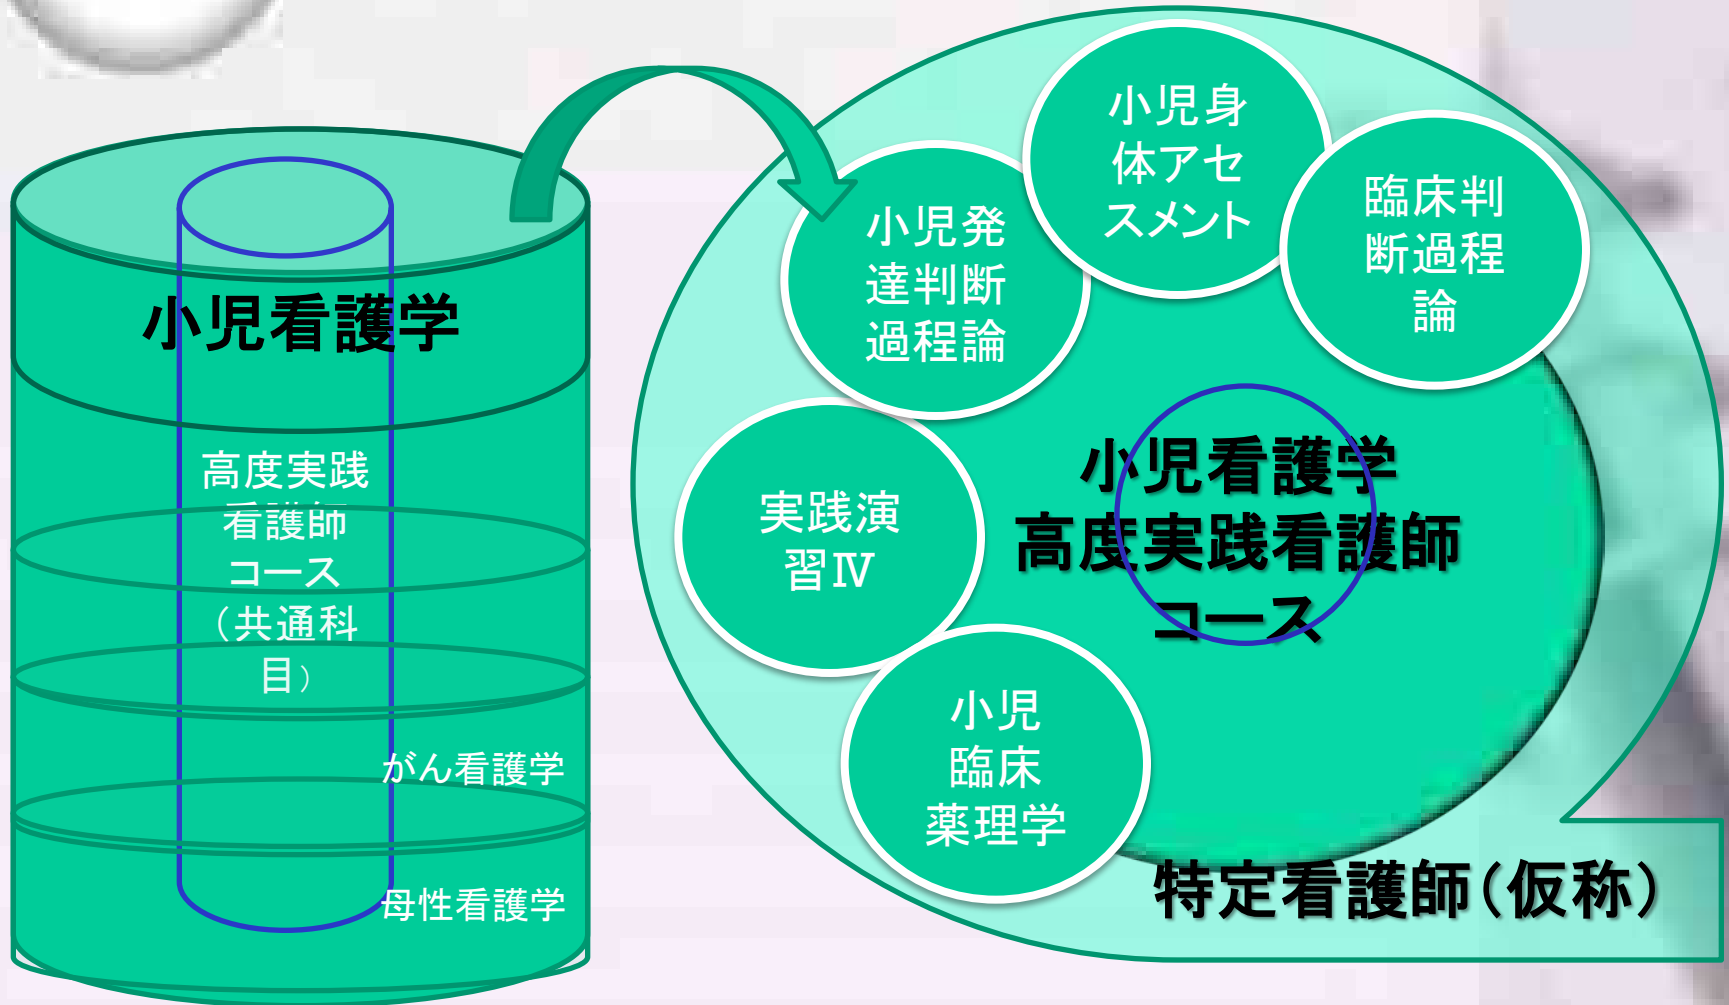 小児看護学
高度実践
看護師
コース
（共通科
目）
がん看護学
母性看護学
小児発
達判断
過程論
小児身
体アセ
スメント
臨床判
断過程
論
実践演
習Ⅳ
小児
臨床
薬理学
小児看護学
高度実践看護師
コース
特定看護師（仮称）